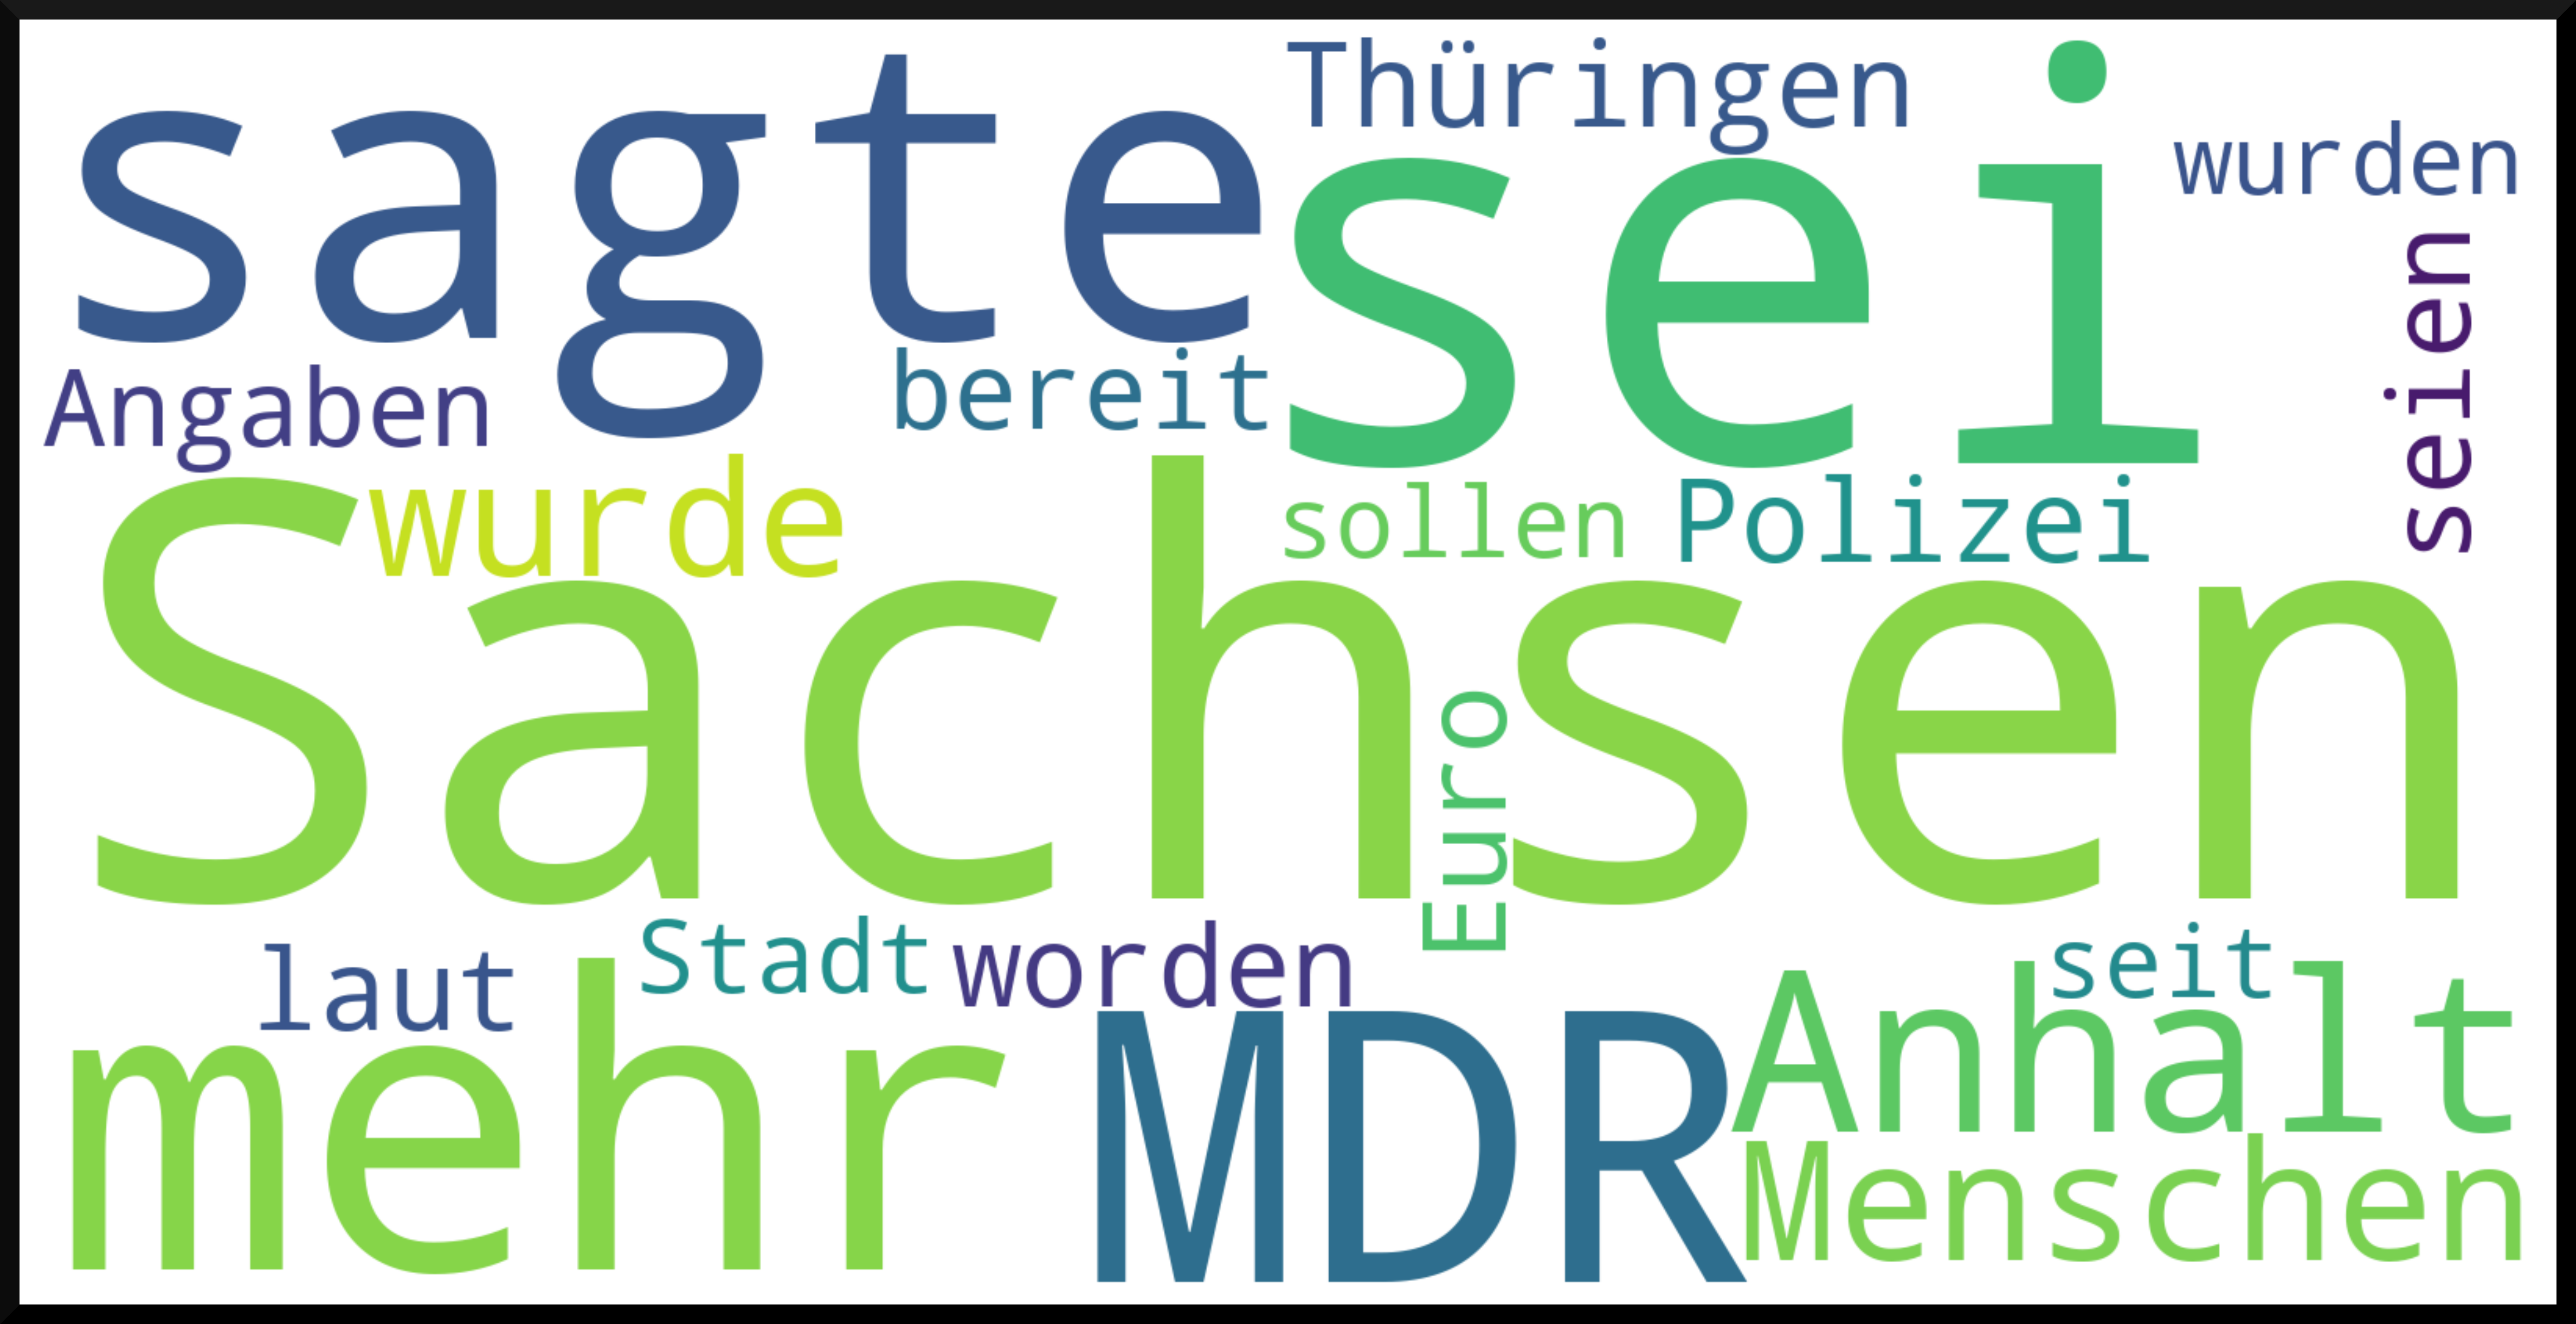 sagte
Thüringen
sei
wurden
seien
Angaben
bereit
wurde
sollen
Polizei
Sachsen
Euro
laut
Stadt
worden
seit
mehr
MDR
Anhalt
Menschen